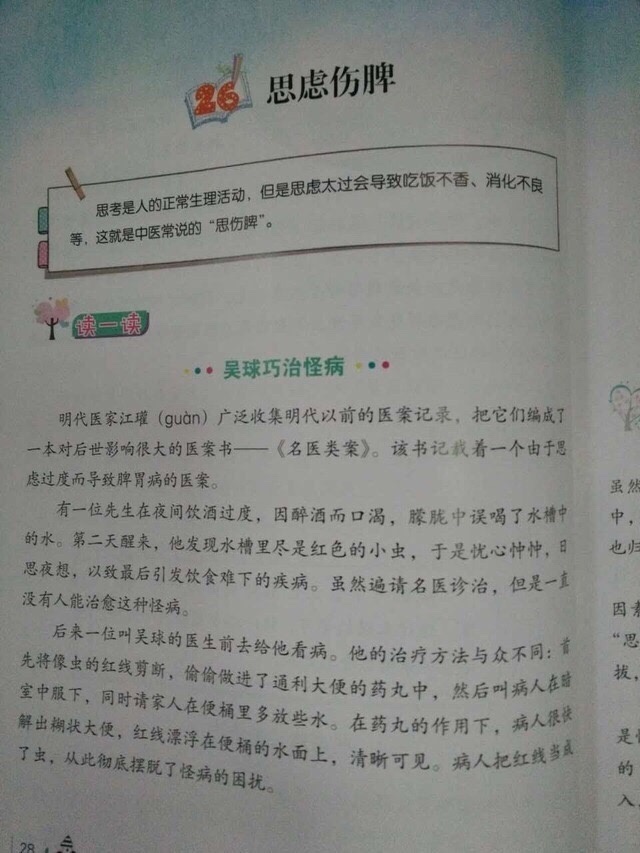 26 思虑伤脾
思考是人的正常生理活动，但是思虑太过会导致吃饭不香、消化不良
等，这就是中医常说的“思伤脾”。
读一读
吴球巧治怪病
明代医家江瓘（guàn）广泛收集明代以前的医案记录，把它们编成了
一本对后世影响很大的医案书——《名医类案》。该书记载着一个由于思
虑过度而导致脾胃病的医案。
有一位先生在夜间饮酒过度，因醉酒而口渴，朦胧中误喝了水槽中
的水。第二天醒来，他发现水槽里尽是红色的小虫，于是忧心忡忡，日
思夜想，以致最后引发饮食难下的疾病。虽然遍请名医诊治，但是一直
没有人能治愈这种怪病。
后来一位叫吴球的医生前去给他看病。他的治疗方法与众不同：首
先将像虫的红线剪断，偷偷做进了通利大便的药丸中，然后叫病人在暗
室中服下，同时请家人在便桶里多放些水。在药丸的作用下，病人很快
解出糊状大便，红线漂浮在便桶的水面上，清晰可见。病人把红线当成
了虫，从此彻底摆脱了怪病的困扰。
28
虽然
中，
也归
因素
“思
拔，
是忄
的
入，